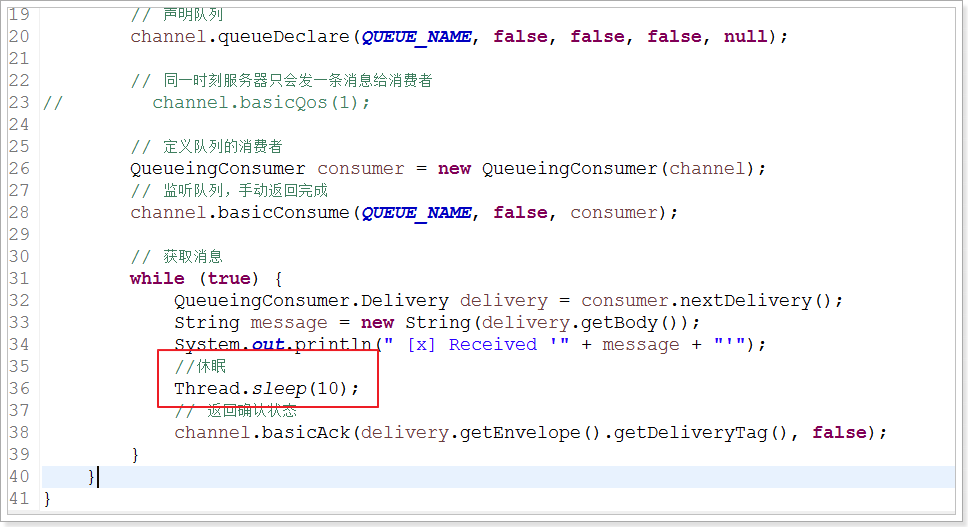 19         // 声明队列
20         channel.queueDeclare(QUEUE_NAME, false, false, false, null);
21
22         // 同一时刻服务器只会发一条消息给消费者
23 //        channel.basicQos(1);
24
25         // 定义队列的消费者
26         QueueingConsumer consumer = new QueueingConsumer(channel);
27         // 监听队列，手动返回完成
28         channel.basicConsume(QUEUE_NAME, false, consumer);
29
30         // 获取消息
31         while (true) {
32             QueueingConsumer.Delivery delivery = consumer.nextDelivery();
33             String message = new String(delivery.getBody());
34             System.out.println(" [x] Received '" + message + "'");
35             //休眠
36             Thread.sleep(10);
37             // 返回确认状态
38             channel.basicAck(delivery.getEnvelope().getDeliveryTag(), false);
39         }
40     }
41 }